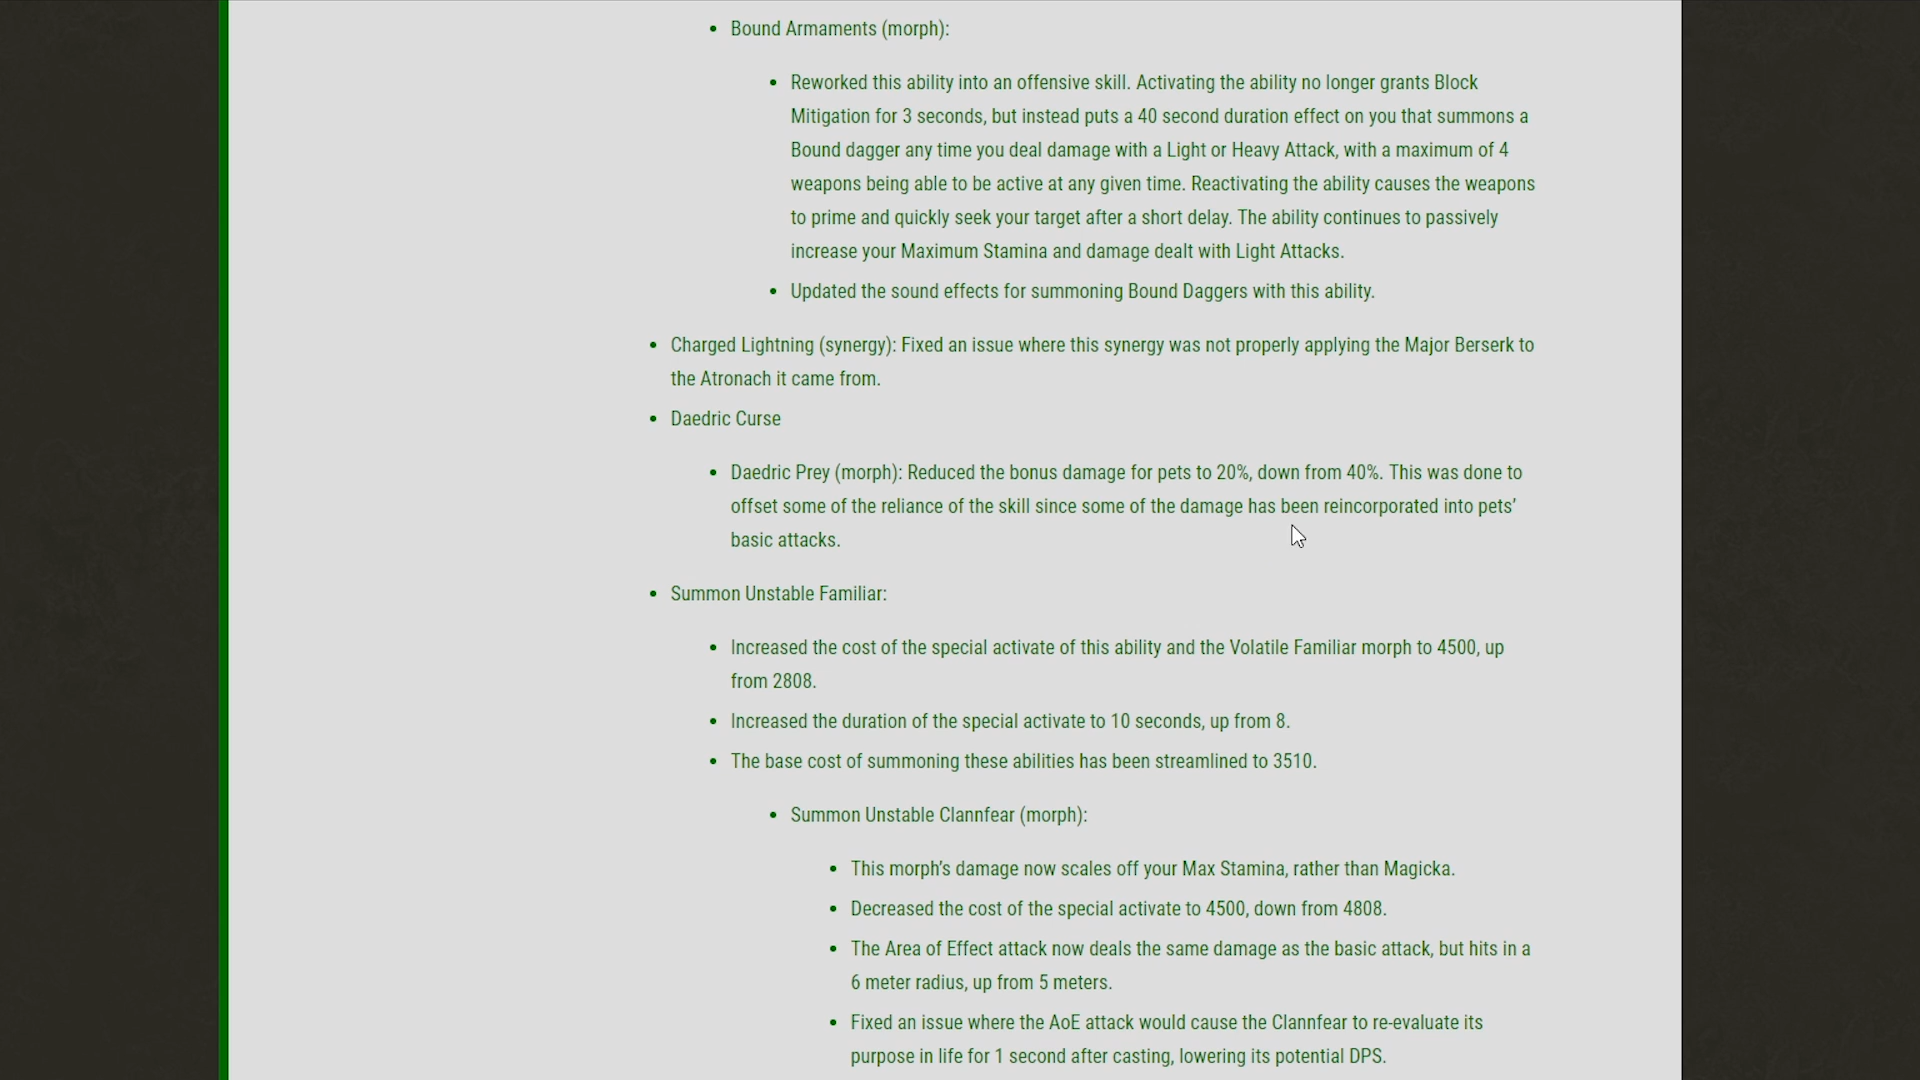 Bound Armaments (morph):
Reworked this ability into an offensive skill. Activating the ability no longer grants Block
Mitigation for 3 seconds, but instead puts a 40 second duration effect on you that summons a
Bound dagger any time you deal damage with a Light or Heavy Attack, with a maximum of 4
weapons being able to be active at any given time. Reactivating the ability causes the weapons
to prime and quickly seek your target after a short delay. The ability continues to passively
increase your Maximum Stamina and damage dealt with Light Attacks.
Updated the sound effects for summoning Bound Daggers with this ability.
Charged Lightning (synergy): Fixed an issue where this synergy was not properly applying the Major Berserk to
the Atronach it came from.
Daedric Curse
Daedric Prey (morph): Reduced the bonus damage for pets to 20%, down from 40%. This was done to
offset some of the reliance of the skill since some of the damage has been reincorporated into pets’
basic attacks.
Summon Unstable Familiar:
Increased the cost of the special activate of this ability and the Volatile Familiar morph to 4500, up
from 2808.
Increased the duration of the special activate to 10 seconds, up from 8.
The base cost of summoning these abilities has been streamlined to 3510.
Summon Unstable Clannfear (morph):
This morph’s damage now scales off your Max Stamina, rather than Magicka.
Decreased the cost of the special activate to 4500, down from 4808.
The Area of Effect attack now deals the same damage as the basic attack, but hits in a
6 meter radius, up from 5 meters.
Fixed an issue where the AoE attack would cause the Clannfear to re-evaluate its
purpose in life for 1 second after casting, lowering its potential DPS.